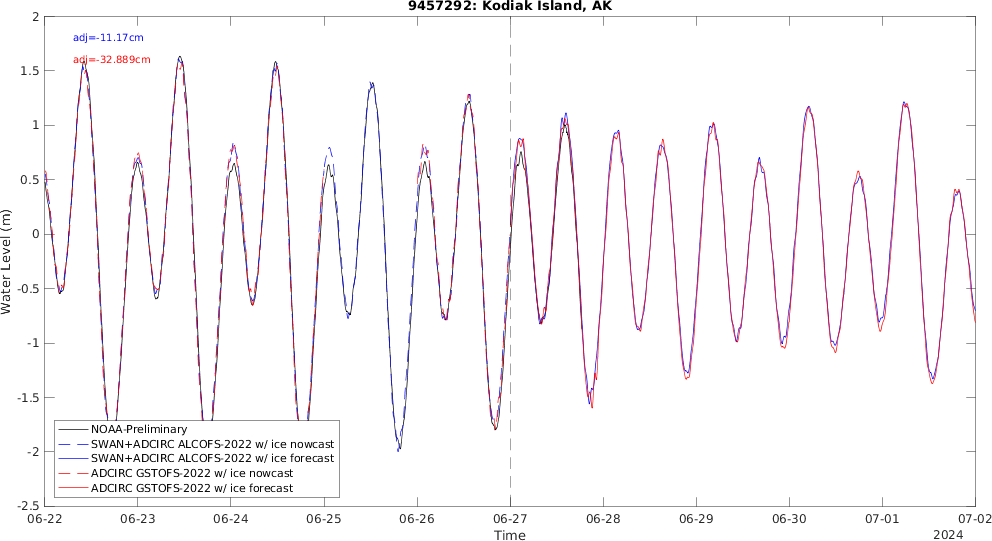 9457292: Kodiak Island, AK
adj=-11.17cm
adj=-32.889cm
Water Level (m)
2
1.5
1
0.5
0
-0.5
-1
-1.5
-2
-2.5
NOAA-Preliminary
SWAN+ADCIRC ALCOFS-2022 w/ ice nowcast
SWAN+ADCIRC ALCOFS-2022 w/ ice forecast
ADCIRC GSTOFS-2022 w/ ice nowcast
ADCIRC GSTOFS-2022 w/ ice forecast
06-22 06-23 06-24 06-25 06-26 06-27 06-28 06-29 06-30 07-01 07-02
Time
2024